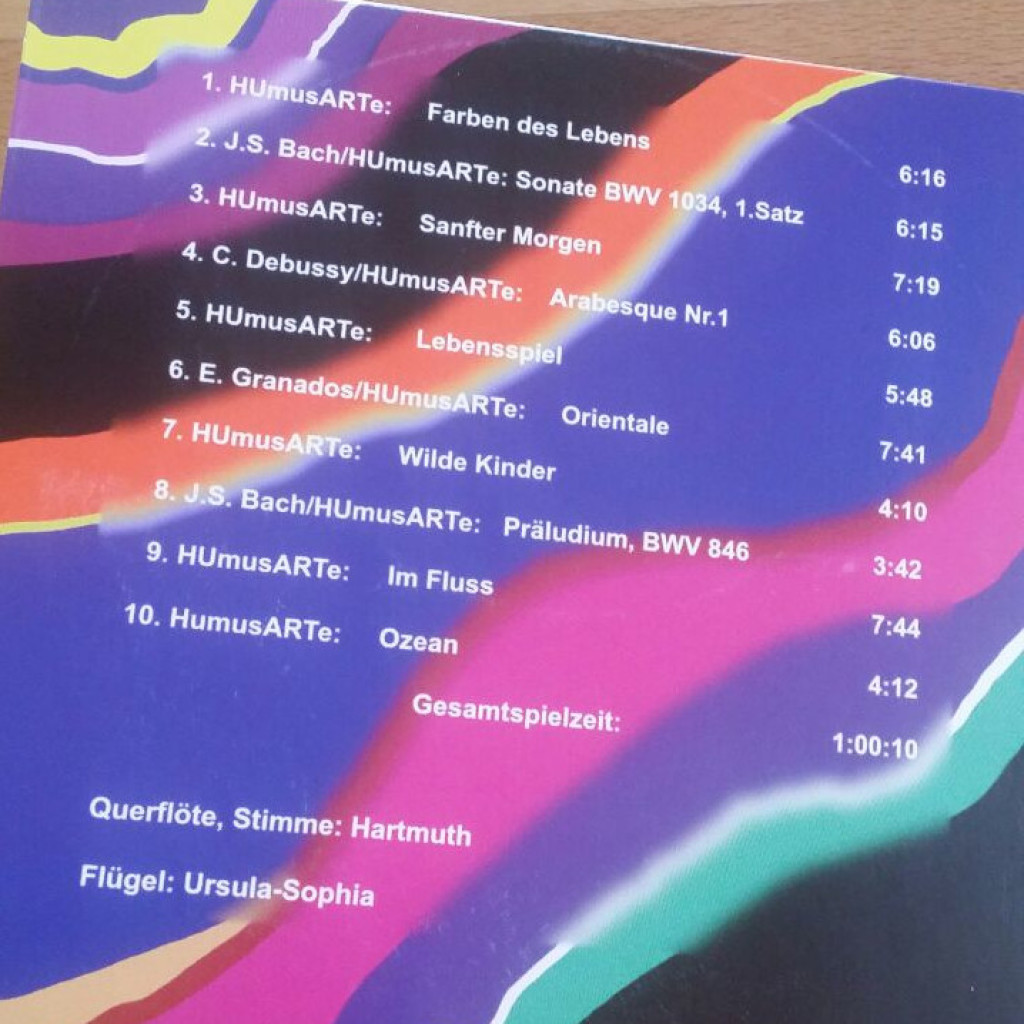 1. HUmusARTe: Farben des Lebens 6:16
2. J.S. Bach/HUmusARTe: Sonate BWV 1034, 1.Satz 6:15
3. HUmusARTe: Sanfter Morgen 7:19
4. C. Debussy/HUmusARTe: Arabesque Nr.1 6:06
5. HUmusARTe: Lebensspiel 5:48
6. E. Granados/HUmusARTe: Orientale 7:41
7. HUmusARTe: Wilde Kinder 4:10
8. J.S. Bach/HUmusARTe: Präludium, BWV 846 3:42
9. HUmusARTe: Im Fluss 7:44
10. HumusARTe: Ozean 4:12
Gesamtspielzeit: 1:00:10
Querflöte, Stimme: Hartmuth
Flügel: Ursula-Sophia